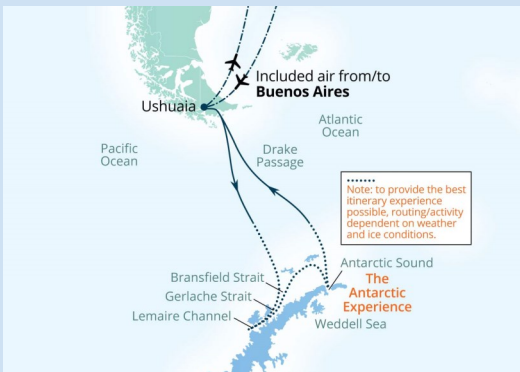 Included air from/to
Buenos Aires
Ushuaia
Atlantic
Ocean
Pacific
Ocean
Drake
Passage
Note: to provide the best
itinerary experience
possible, routing/activity
dependent on weather
and ice conditions.
Antarctic Sound
Bransfield Strait
The
Antarctic
Experience
Gerlache Strait
Lemaire Channel
Weddell Sea